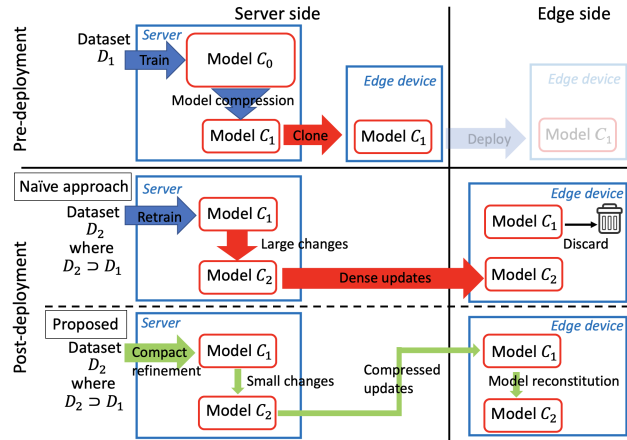 Server side
Edge side
Pre-deployment
Dataset
D₁
Server
Train
Model C₀
Model compression
Model C₁
Clone
Edge device
Model C₁
Deploy
Edge device
Model C₁
Post-deployment
Naïve approach
Dataset
D₂
where
D₂ ⊃ D₁
Server
Retrain
Model C₁
Large changes
Model C₂
Dense updates
Edge device
Model C₁
Discard
Model C₂
Proposed
Dataset
D₂
where
D₂ ⊃ D₁
Server
Compact
refinement
Model C₁
Small changes
Model C₂
Compressed
updates
Edge device
Model C₁
Model reconstitution
Model C₂